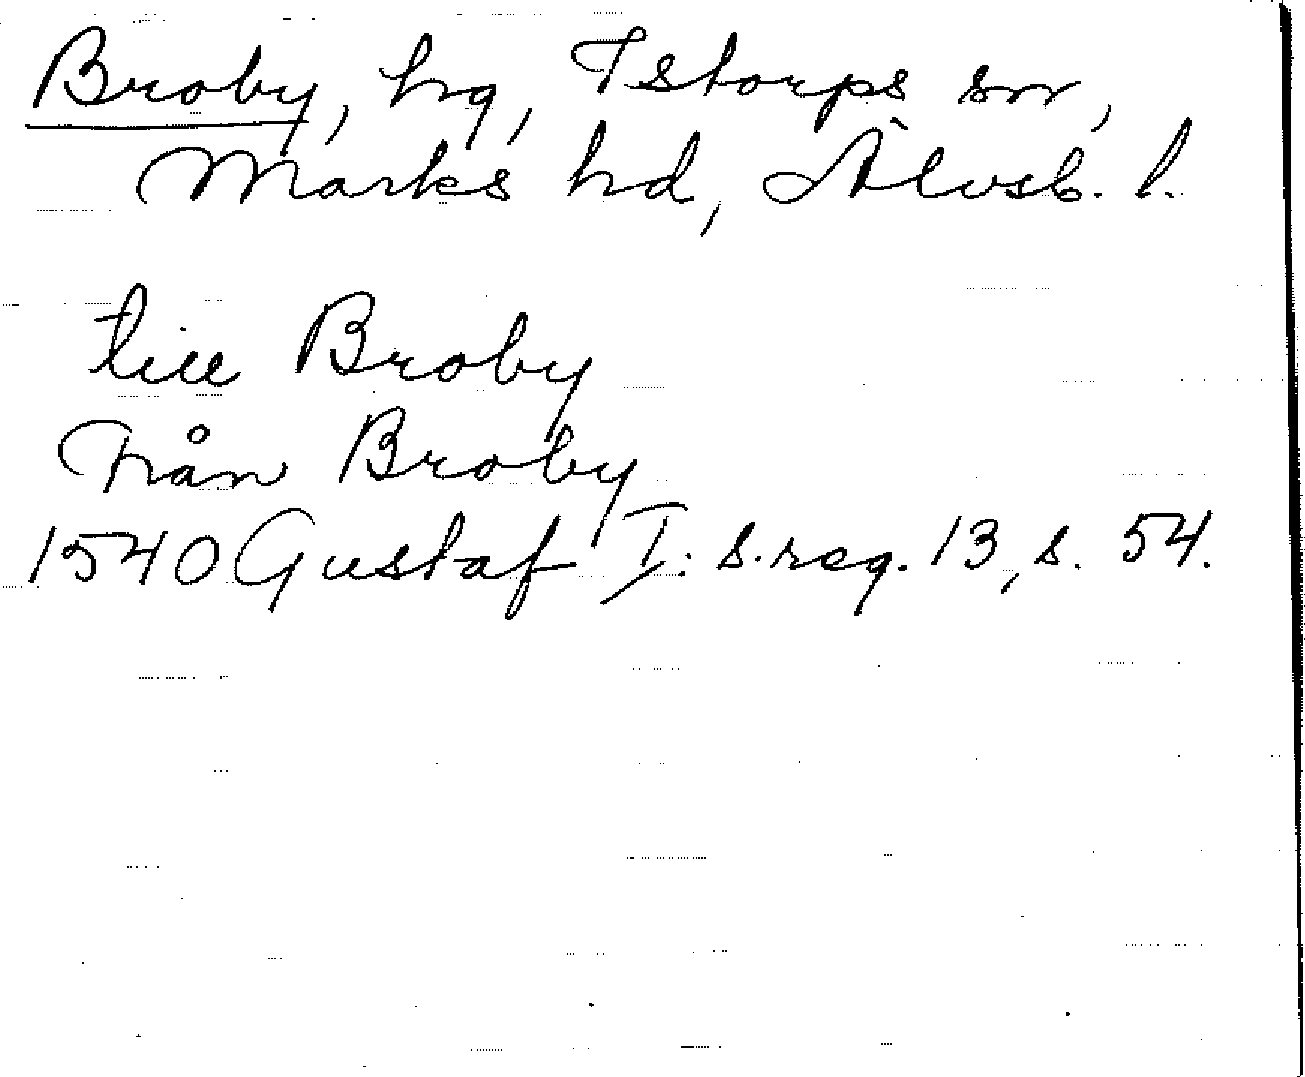 Broby, hg, Istorps sn,
Marks hd, Älvsb. l.
till Broby
Från Broby
1540 Gustaf I: s. reg. 13, s. 54.